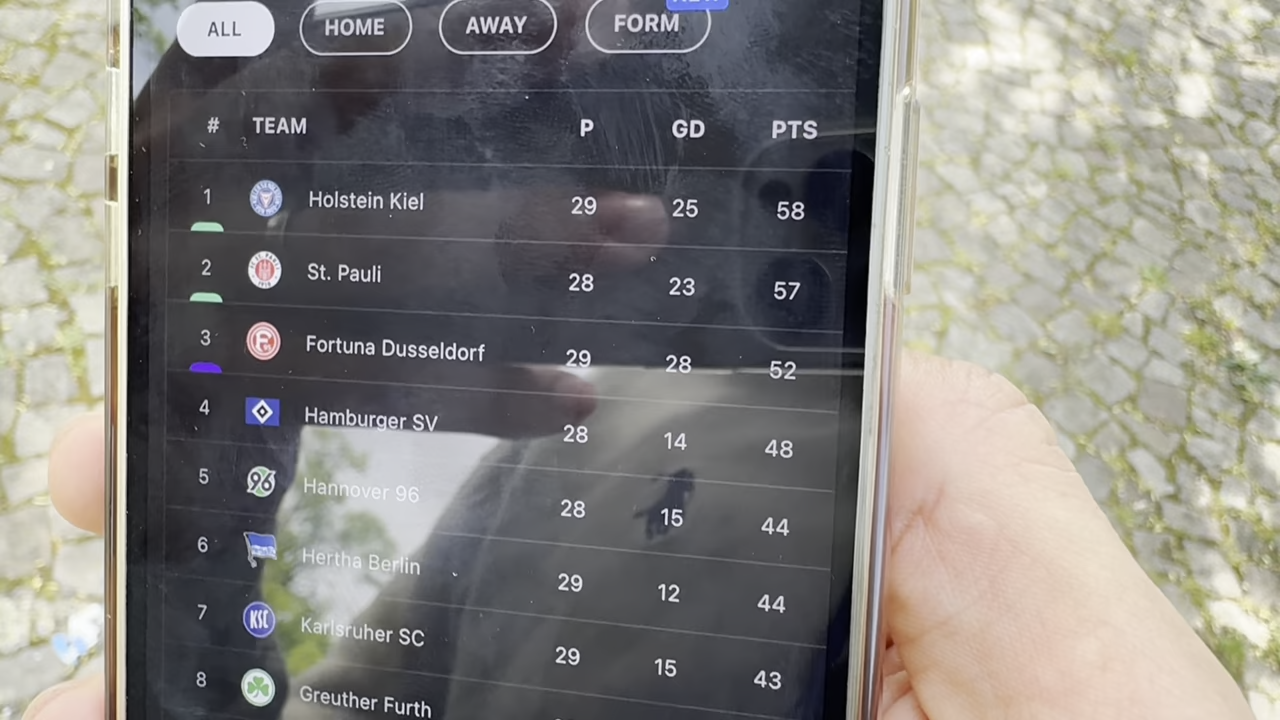 ALL HOME AWAY FORM
# TEAM P GD PTS
1 Holstein Kiel 29 25 58
2 St. Pauli 28 23 57
3 Fortuna Dusseldorf 29 28 52
4 Hamburger SV 28 14 48
5 96 Hannover 96 28 15 44
6 Hertha Berlin 29 12 44
7 KSC Karlsruher SC 29 15 43
8 Greuther Furth